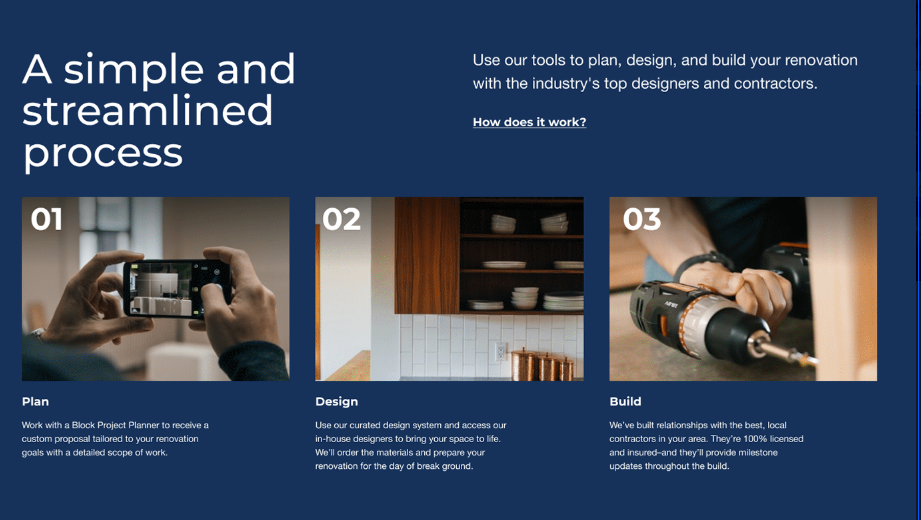 A simple and
streamlined
process
Use our tools to plan, design, and build your renovation
with the industry's top designers and contractors.
How does it work?
01
02
03
Plan
Work with a Block Project Planner to receive a
custom proposal tailored to your renovation
goals with a detailed scope of work.
Design
Use our curated design system and access our
in-house designers to bring your space to life.
We'll order the materials and prepare your
renovation for the day of break ground.
Build
We've built relationships with the best, local
contractors in your area. They're 100% licensed
and insured–and they'll provide milestone
updates throughout the build.